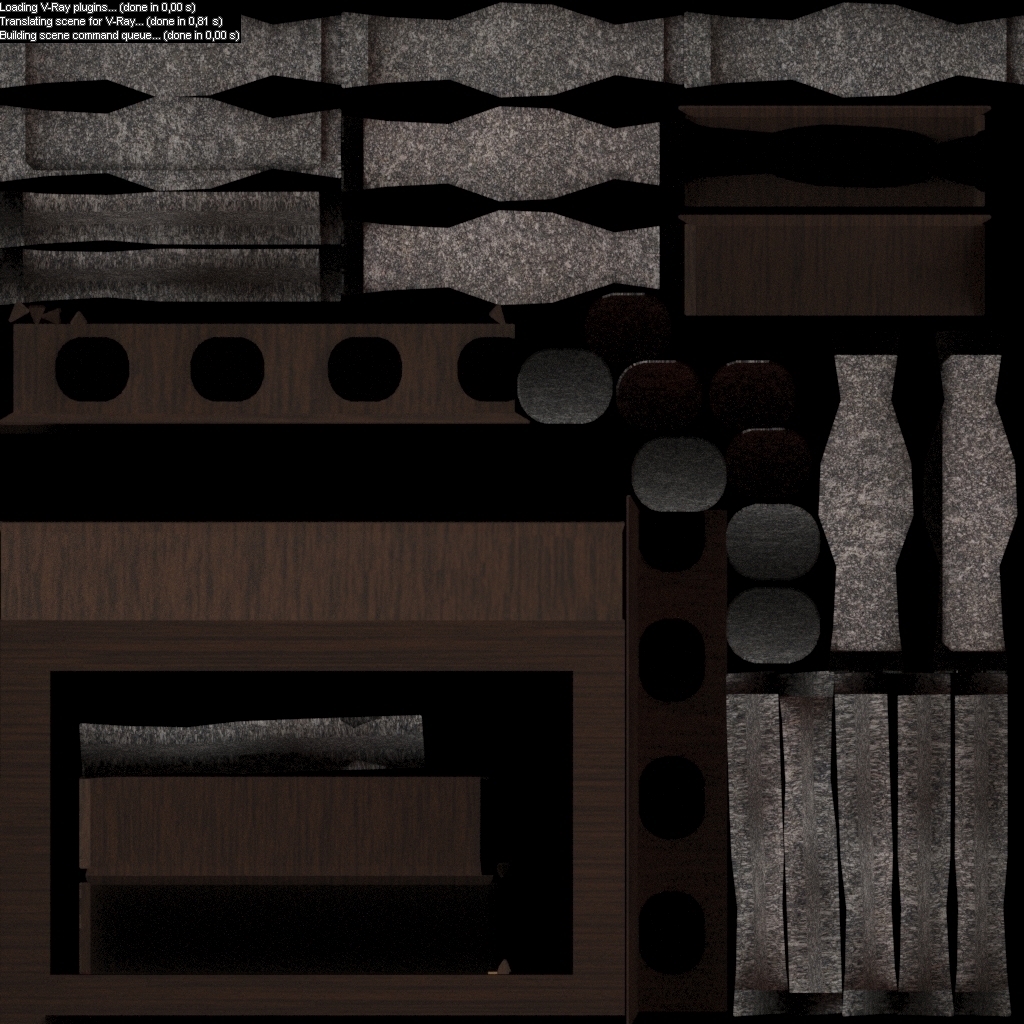 Loading V-Ray plugins... (done in 0,00 s)
Translating scene for V-Ray... (done in 0,81 s)
Building scene command queue... (done in 0,00 s)